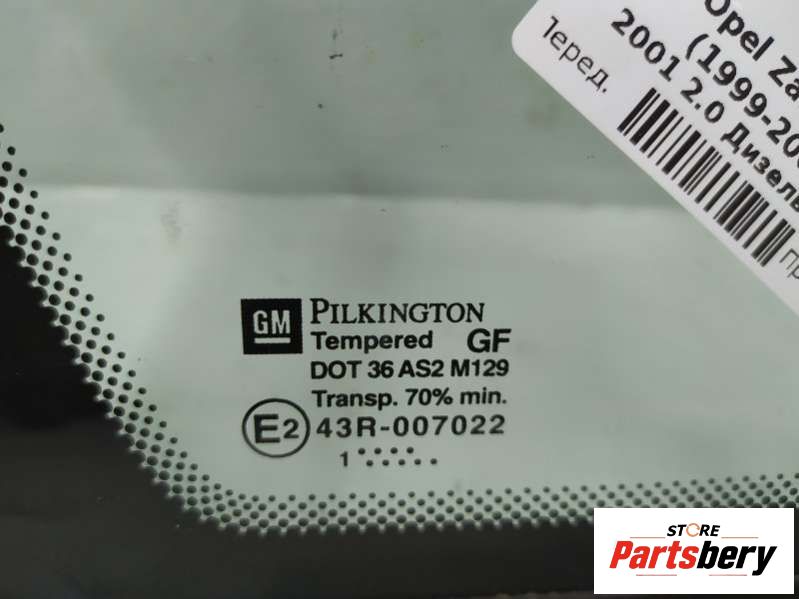 Opel Za
(1999-20
2001 2.0 Дизель
GM PILKINGTON
Tempered GF
DOT 36 AS2 M129
Transp. 70% min.
E2 43R-007022
1
STORE
Partsbery